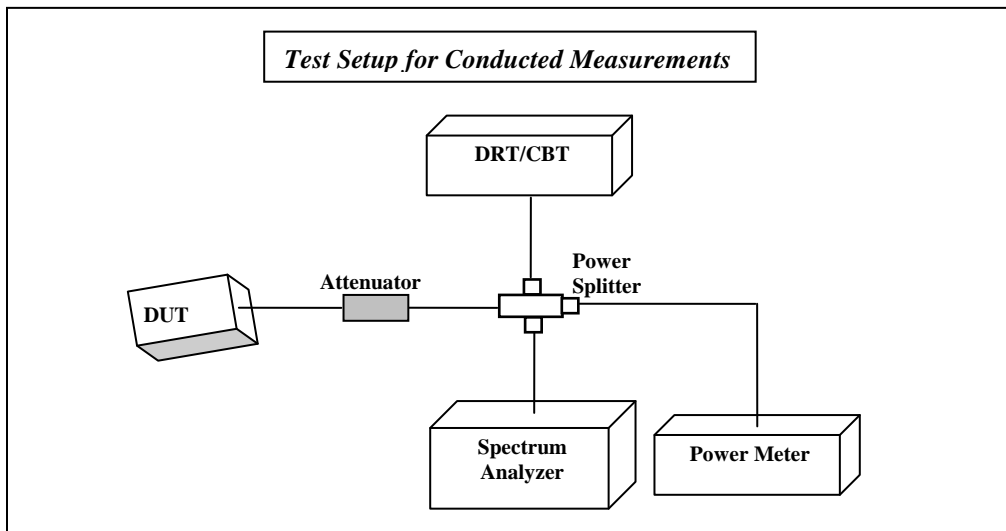 Test Setup for Conducted Measurements
DRT/CBT
Power
Splitter
Attenuator
DUT
Spectrum
Analyzer
Power Meter